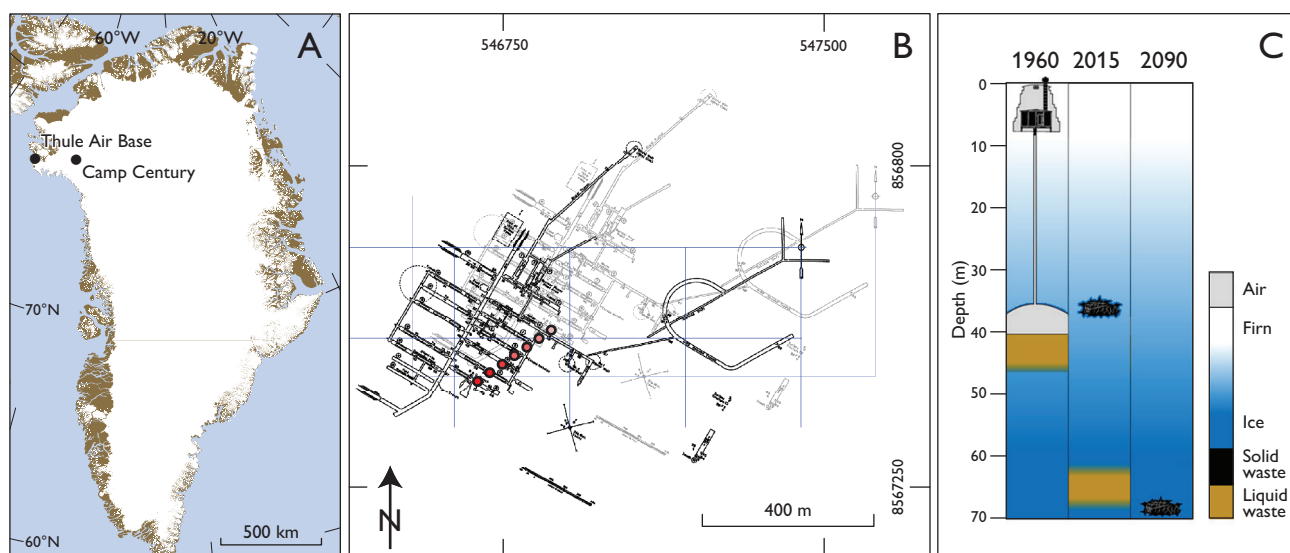 60°W
20°W
A
Thule Air Base
Camp Century
70°N
60°N
500 km
546750
547500
B
856800
8567250
N
400 m
C
1960
2015
2090
Depth (m)
0
10
20
30
40
50
60
70
Air
Firn
Ice
Solid
waste
Liquid
waste